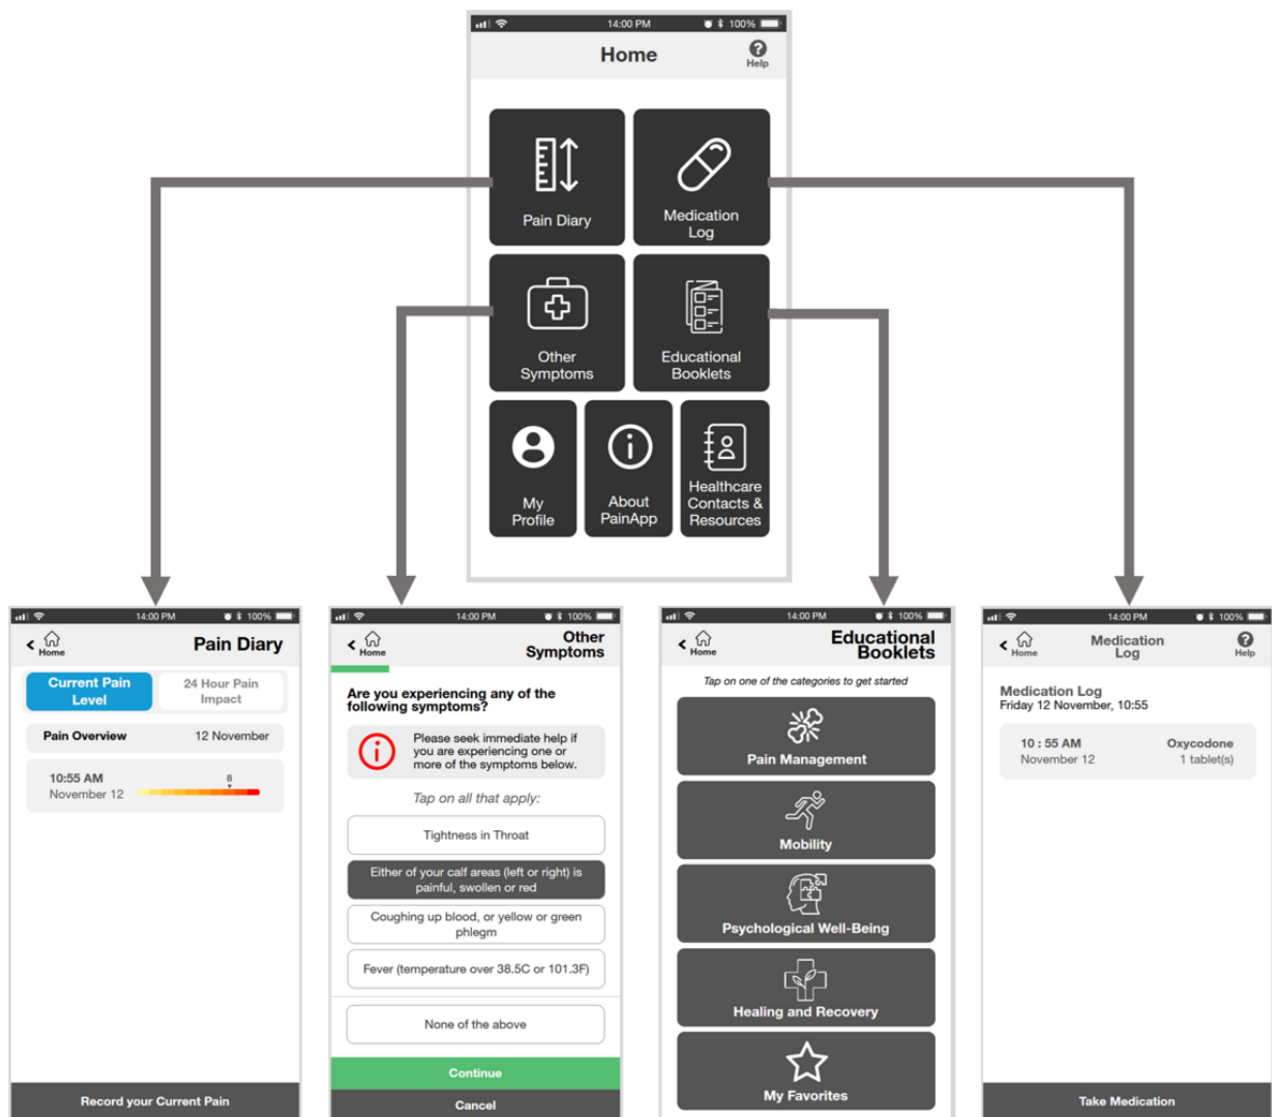 14:00 PM
100%
Home
Help
Pain Diary
Medication
Log
Other
Symptoms
Educational
Booklets
My
Profile
About
PainApp
Healthcare
Contacts &
Resources
14:00 PM
100%
Home
Pain Diary
Current Pain
Level
24 Hour Pain
Impact
Pain Overview
12 November
10:55 AM
November 12
8
Record your Current Pain
14:00 PM
100%
Home
Other
Symptoms
Are you experiencing any of the
following symptoms?
Please seek immediate help if
you are experiencing one or
more of the symptoms below.
Tap on all that apply:
Tightness in Throat
Either of your calf areas (left or right) is
painful, swollen or red
Coughing up blood, or yellow or green
phlegm
Fever (temperature over 38.5C or 101.3F)
None of the above
Continue
Cancel
14:00 PM
100%
Home
Educational
Booklets
Tap on one of the categories to get started
Pain Management
Mobility
Psychological Well-Being
Healing and Recovery
My Favorites
14:00 PM
100%
Home
Medication
Log
Help
Medication Log
Friday 12 November, 10:55
10 : 55 AM
Oxycodone
November 12
1 tablet(s)
Take Medication